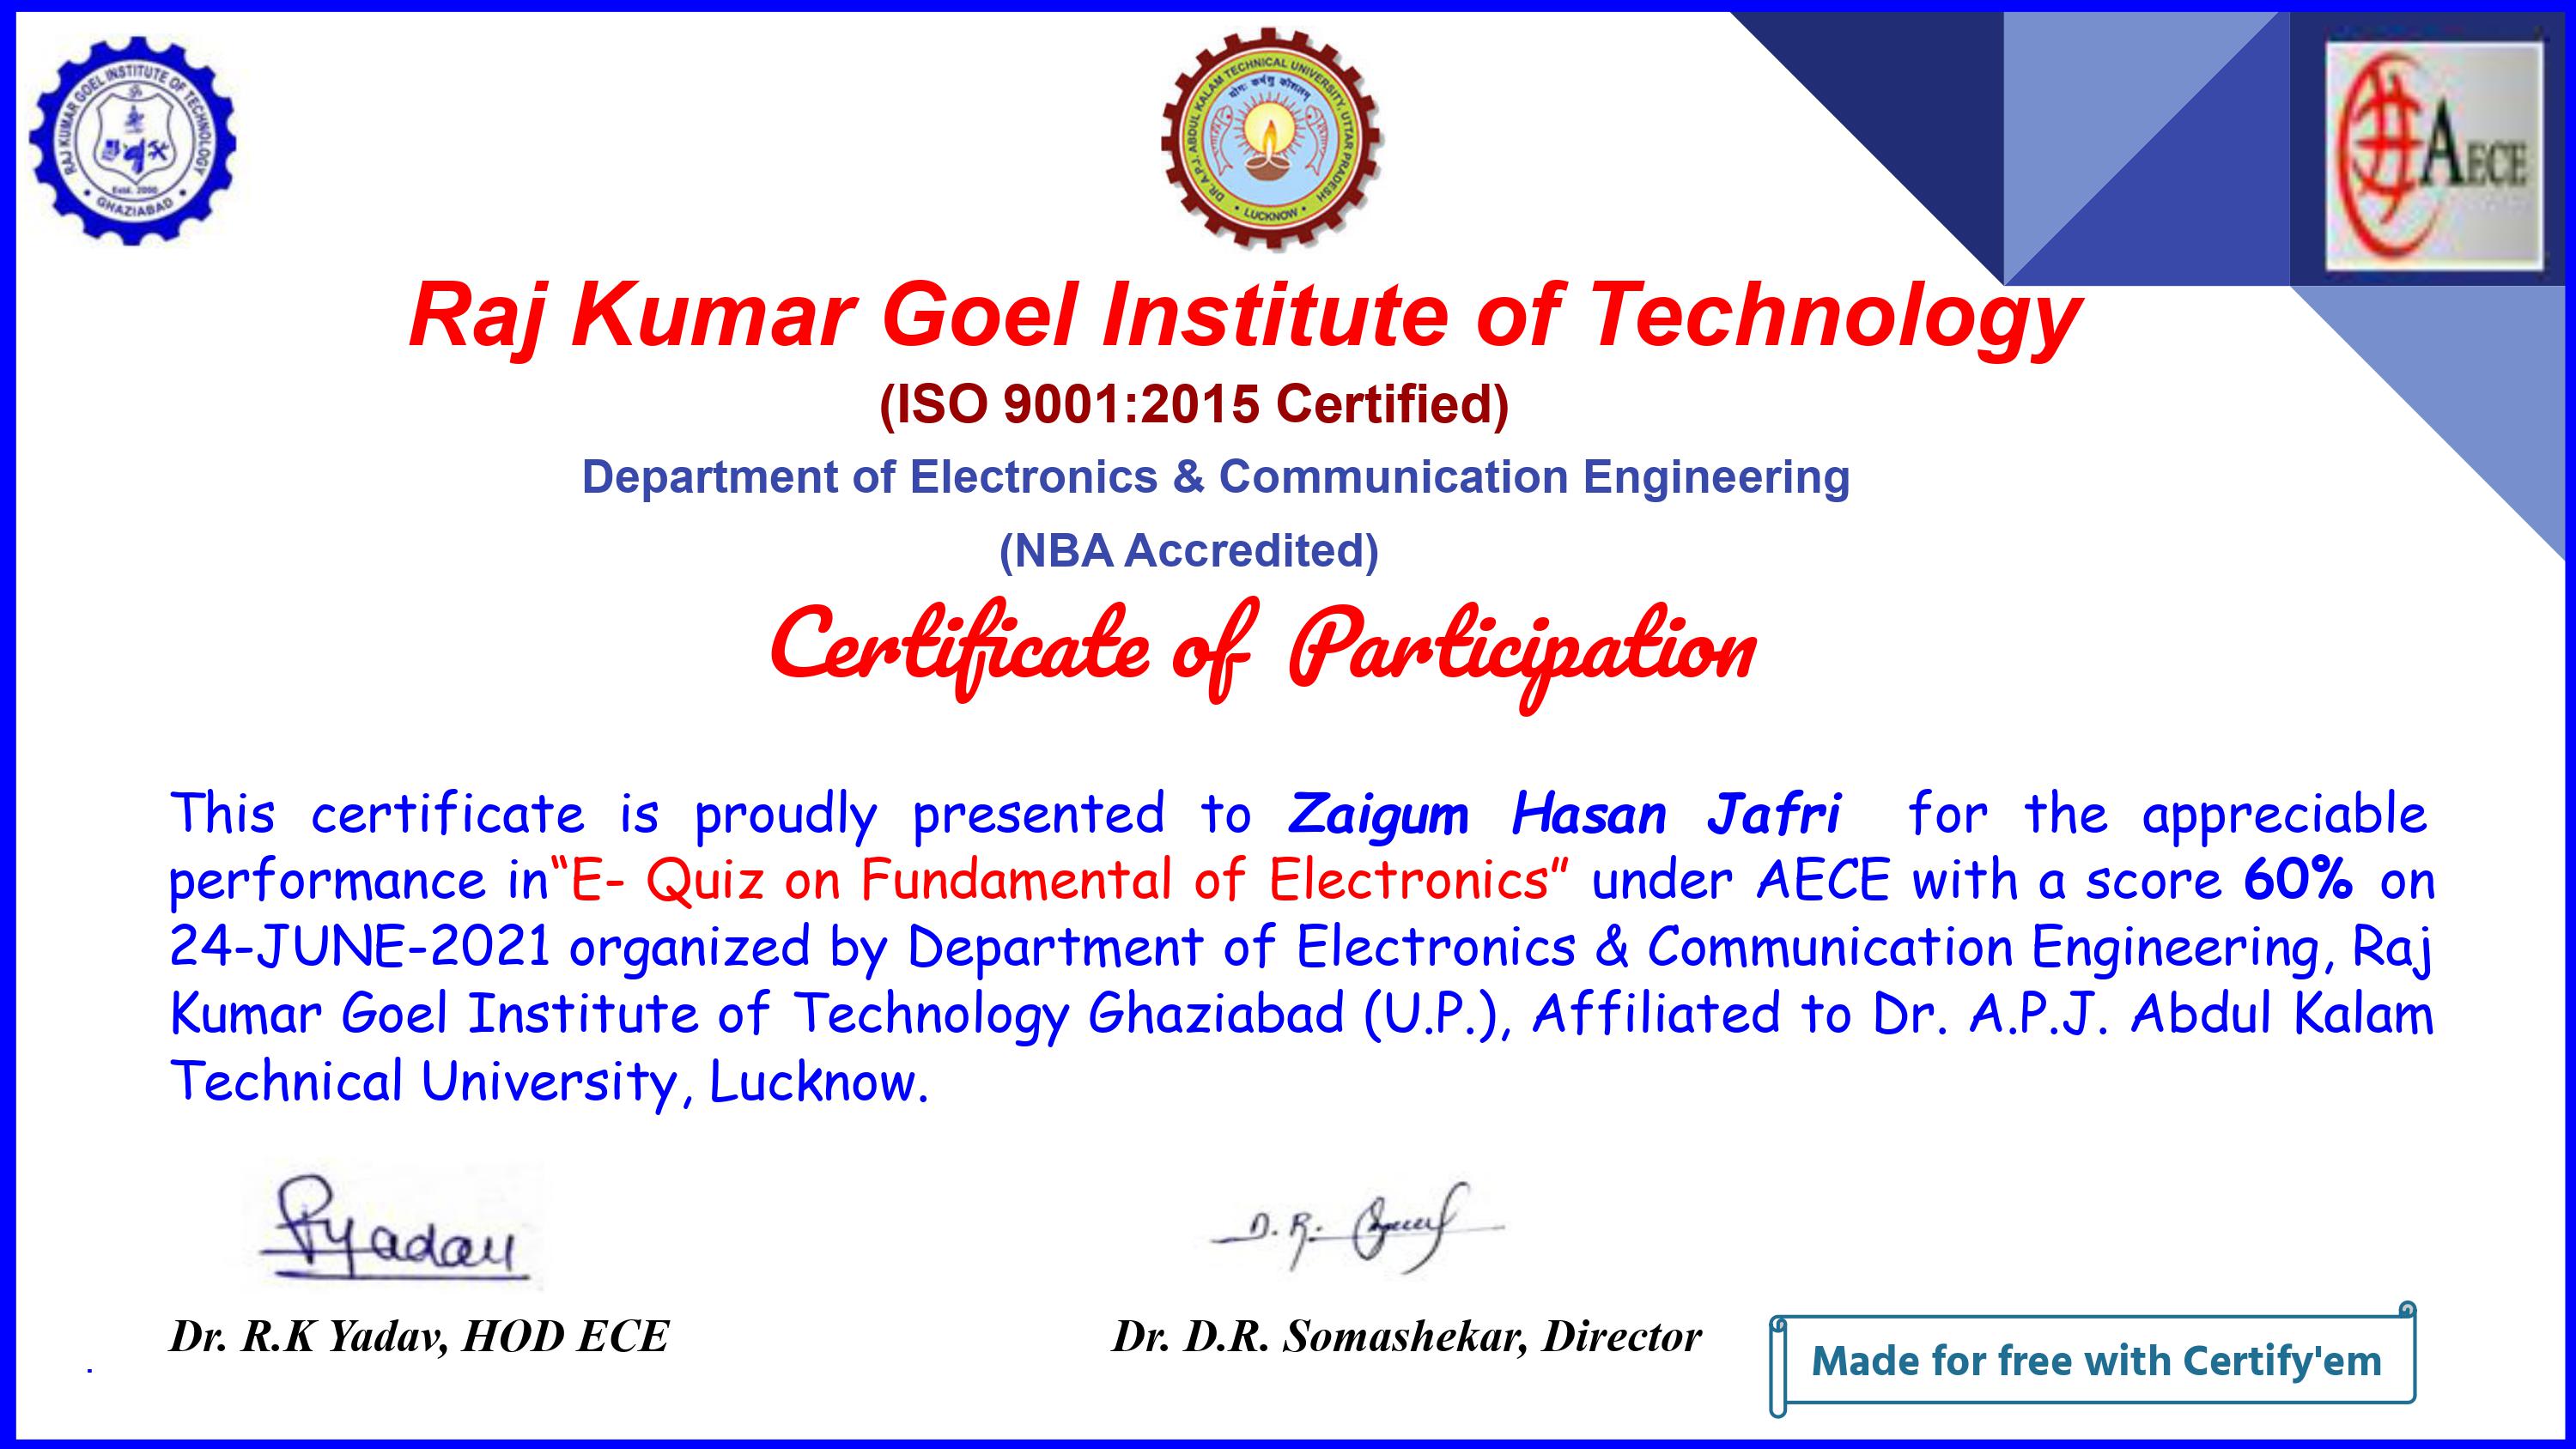 RAJ KUMAR GOEL INSTITUTE OF TECHNOLOGY
Estd. 2000
GHAZIABAD
DR. A.P.J. ABDUL KALAM TECHNICAL UNIVERSITY, UTTAR PRADESH
योगः कर्मसु कौशलम्
LUCKNOW
AECE
Raj Kumar Goel Institute of Technology
(ISO 9001:2015 Certified)
Department of Electronics & Communication Engineering
(NBA Accredited)
Certificate of Participation
This certificate is proudly presented to Zaigum Hasan Jafri for the appreciable
performance in“E- Quiz on Fundamental of Electronics” under AECE with a score 60% on
24-JUNE-2021 organized by Department of Electronics & Communication Engineering, Raj
Kumar Goel Institute of Technology Ghaziabad (U.P.), Affiliated to Dr. A.P.J. Abdul Kalam
Technical University, Lucknow.
Ryadav
D.R.
Dr. R.K Yadav, HOD ECE
Dr. D.R. Somashekar, Director
Made for free with Certify'em